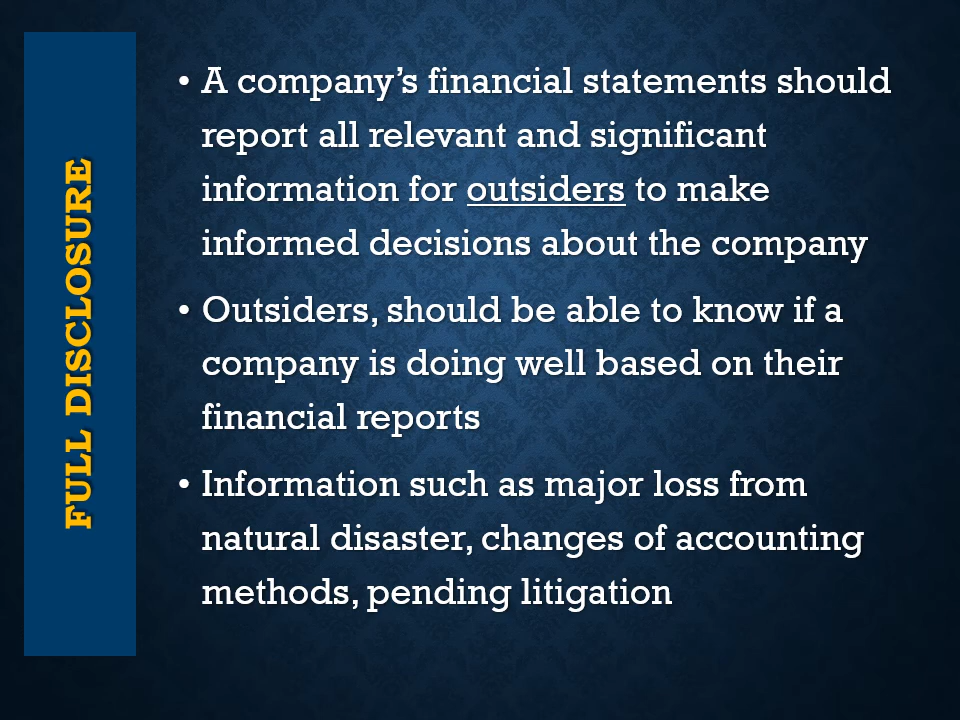 FULL DISCLOSURE
• A company’s financial statements should
report all relevant and significant
information for outsiders to make
informed decisions about the company
• Outsiders, should be able to know if a
company is doing well based on their
financial reports
• Information such as major loss from
natural disaster, changes of accounting
methods, pending litigation